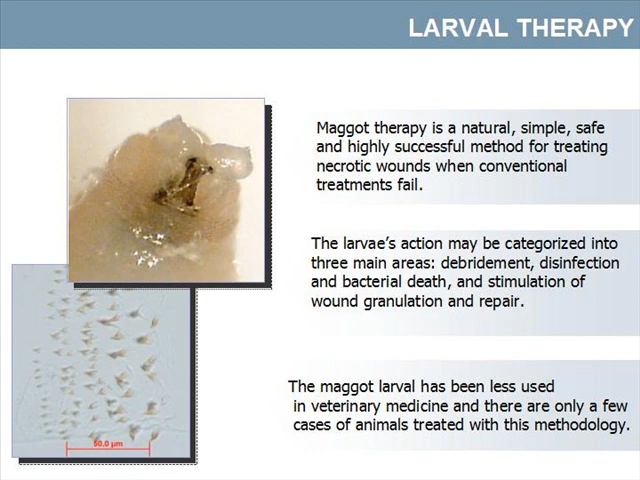 LARVAL THERAPY
Maggot therapy is a natural, simple, safe
and highly successful method for treating
necrotic wounds when conventional
treatments fail.
The larvae's action may be categorized into
three main areas: debridement, disinfection
and bacterial death, and stimulation of
wound granulation and repair.
The maggot larval has been less used
in veterinary medicine and there are only a few
cases of animals treated with this methodology.
50.0 µm